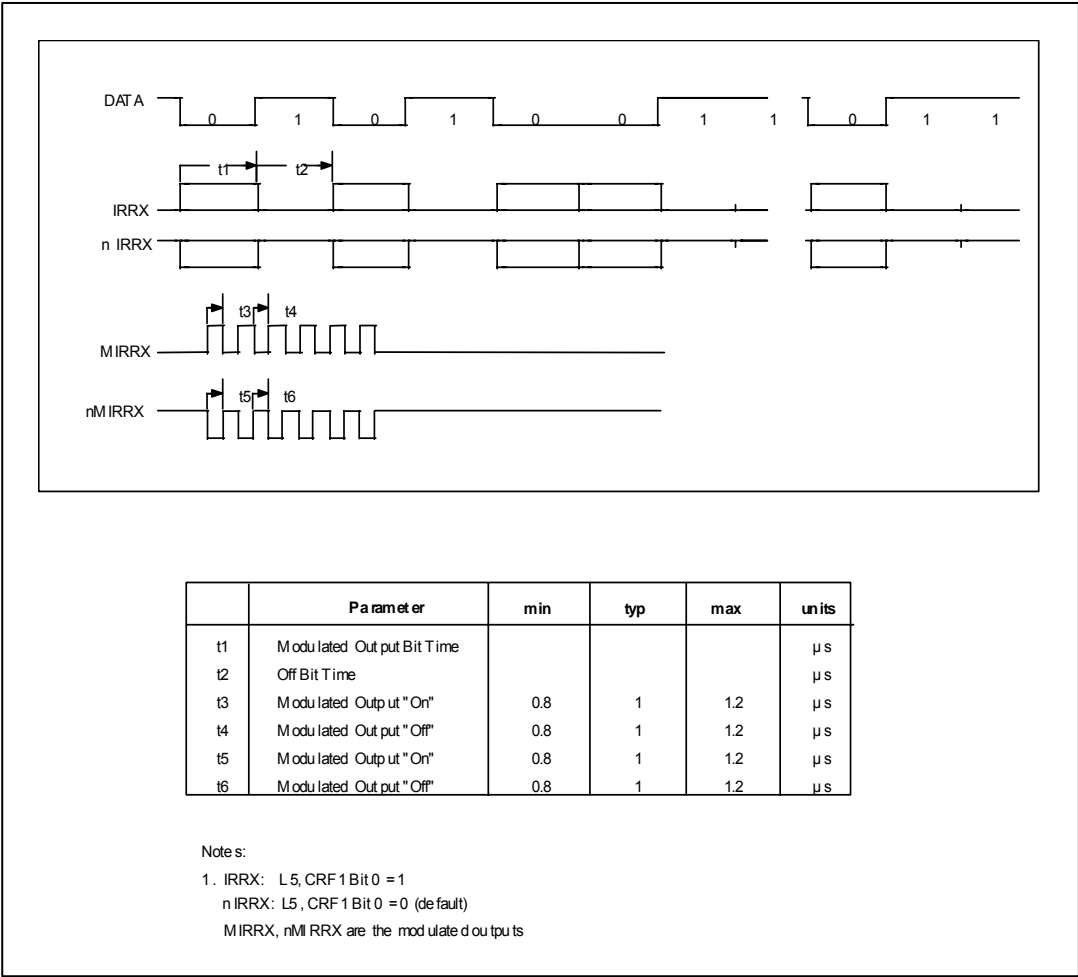 DATA
0 1 0 1 0 0 1 1 0 1 1
t1 t2
IRRX
n IRRX
t3 t4
MIRRX
t5 t6
nMIRRX
Parameter min typ max units
t1 Modulated Output Bit Time µs
t2 Off Bit Time µs
t3 Modulated Output "On" 0.8 1 1.2 µs
t4 Modulated Output "Off" 0.8 1 1.2 µs
t5 Modulated Output "On" 0.8 1 1.2 µs
t6 Modulated Output "Off" 0.8 1 1.2 µs
Notes:
1. IRRX: L5, CRF1 Bit 0 = 1
nIRRX: L5, CRF1 Bit 0 = 0 (default)
MIRRX, nMIRRX are the modulated outputs